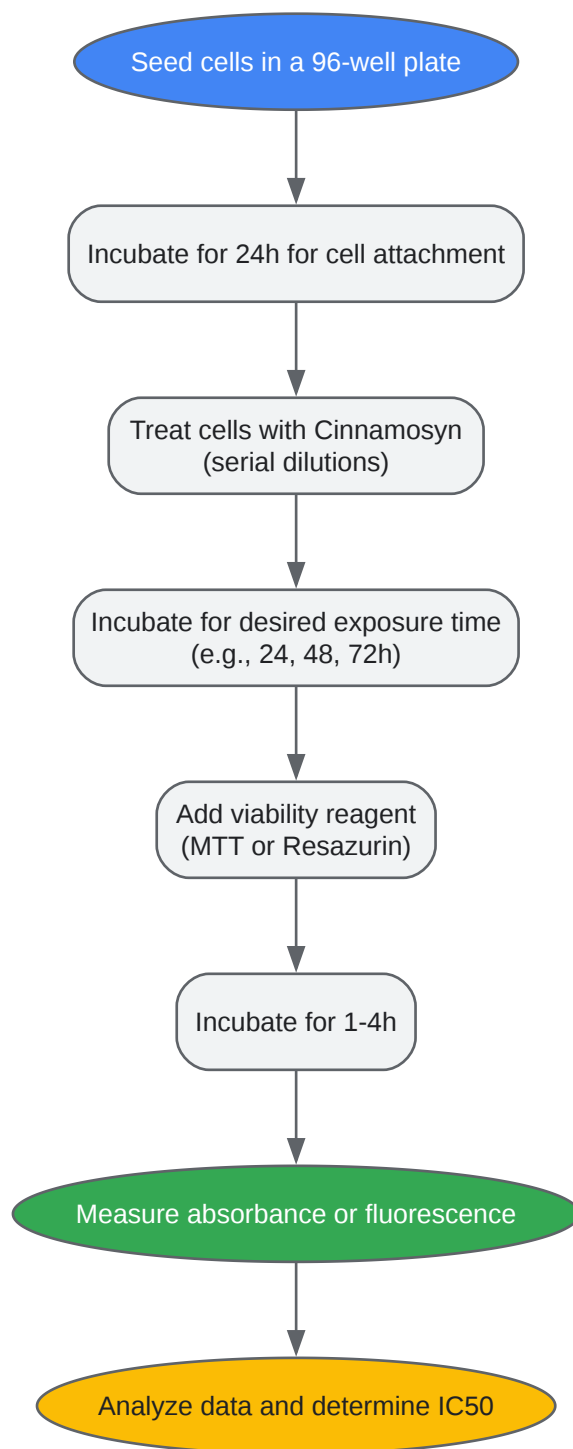 Seed cells in a 96-well plate
Incubate for 24h for cell attachment
Treat cells with Cinnamosyn
(serial dilutions)
Incubate for desired exposure time
(e.g., 24, 48, 72h)
Add viability reagent
(MTT or Resazurin)
Incubate for 1-4h
Measure absorbance or fluorescence
Analyze data and determine IC50